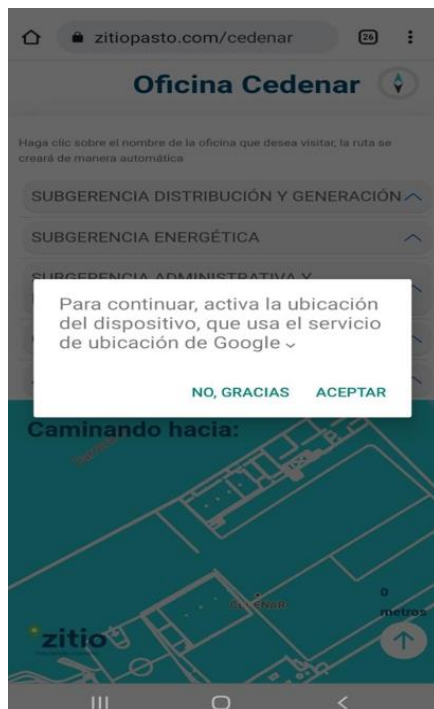 zitiopasto.com/cedenar
26
Oficina Cedenar
Haga clic sobre el nombre de la oficina que desea visitar, la ruta se
creará de manera automática
SUBGERENCIA DISTRIBUCIÓN Y GENERACIÓN
SUBGERENCIA ENERGÉTICA
SUBGERENCIA ADMINISTRATIVA Y
Para continuar, activa la ubicación
del dispositivo, que usa el servicio
de ubicación de Google
NO, GRACIAS ACEPTAR
Caminando hacia:
CEDENAR
0
metros
zitio